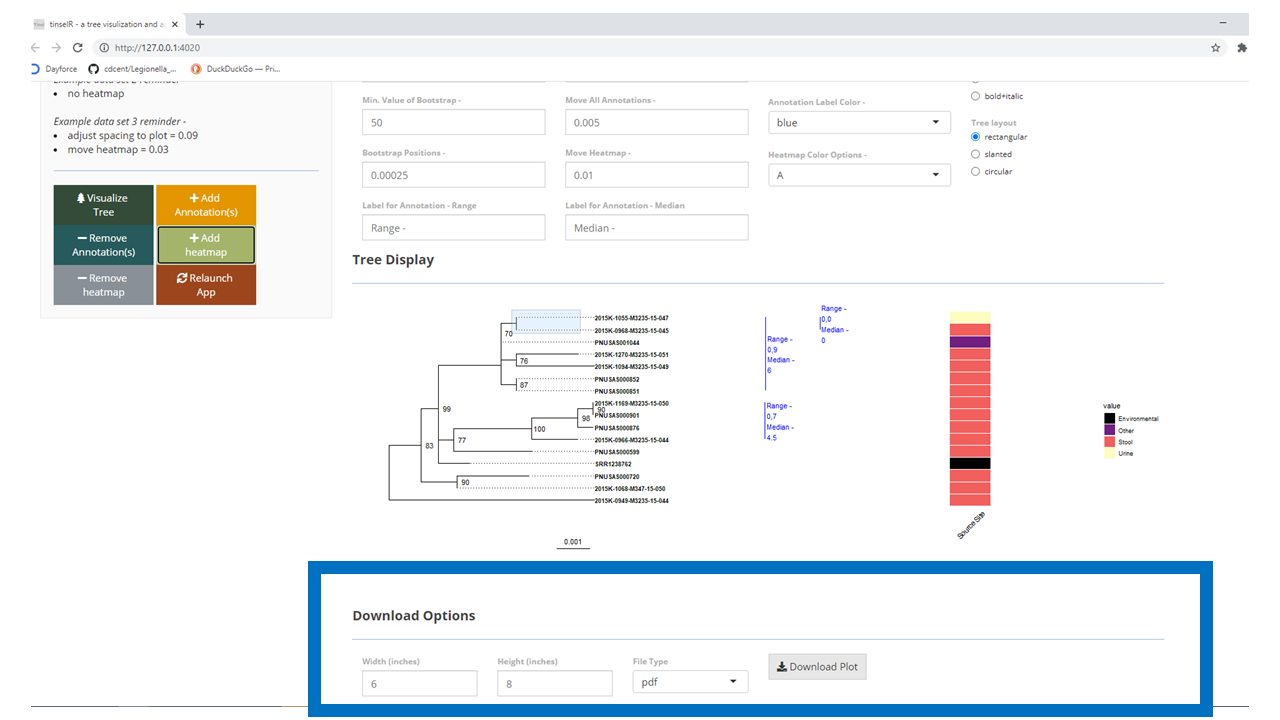 tinselR - a tree visulization and a
http://127.0.0.1:4020
Dayforce
cdcent/Legionella_...
DuckDuckGo — Pri...
no heatmap
Example data set 3 reminder -
adjust spacing to plot = 0.09
move heatmap = 0.03
Visualize
Tree
Add
Annotation(s)
Remove
Annotation(s)
Add
heatmap
Remove
heatmap
Relaunch
App
Min. Value of Bootstrap -
50
Move All Annotations -
0.005
Annotation Label Color -
blue
bold+italic
Tree layout
rectangular
slanted
circular
Bootstrap Positions -
0.00025
Move Heatmap -
0.01
Heatmap Color Options -
A
Label for Annotation - Range
Range -
Label for Annotation - Median
Median -
Tree Display
2015K-1055-M3235-15-047
2015K-0968-M3235-15-045
PNUSAS001044
2015K-1270-M3235-15-051
2015K-1094-M3235-15-049
PNUSAS000852
PNUSAS000851
2015K-1169-M3235-15-050
PNUSAS000901
PNUSAS000876
2015K-0966-M3235-15-044
PNUSAS000599
SRR1238762
PNUSAS000720
2015K-1068-M347-15-050
2015K-0949-M3235-15-044
70
76
87
99
90
98
100
83
77
90
0.001
Range -
0,0
Median -
0
Range -
0,9
Median -
6
Range -
0,7
Median -
4.5
Source Site
value
Environmental
Other
Stool
Urine
Download Options
Width (inches)
6
Height (inches)
8
File Type
pdf
Download Plot